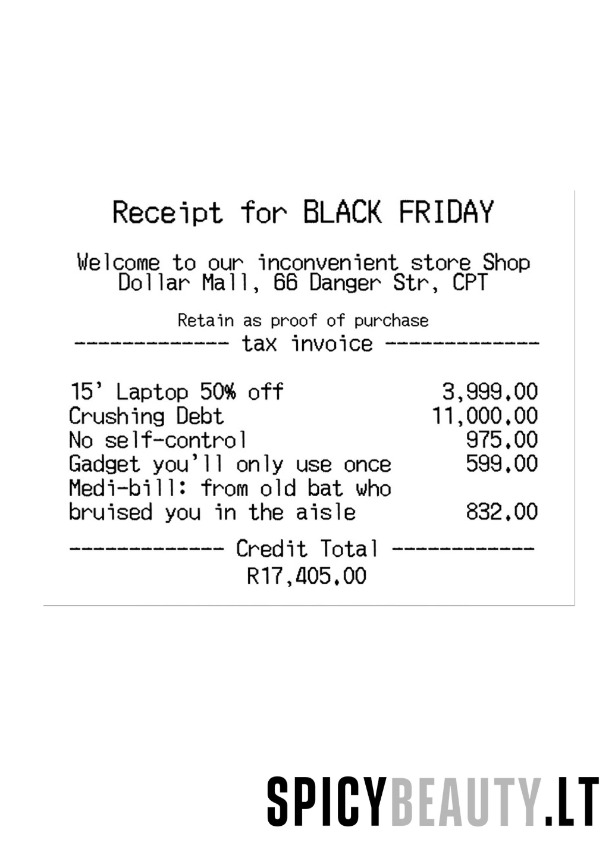 Receipt for BLACK FRIDAY
Welcome to our inconvenient store Shop
Dollar Mall, 66 Danger Str, CPT
Retain as proof of purchase
------------- tax invoice -------------
15' Laptop 50% off 3,999.00
Crushing Debt 11,000.00
No self-control 975.00
Gadget you'll only use once 599.00
Medi-bill: from old bat who
bruised you in the aisle 832.00
------------- Credit Total ------------
R17,405.00
SPICYBEAUTY.LT